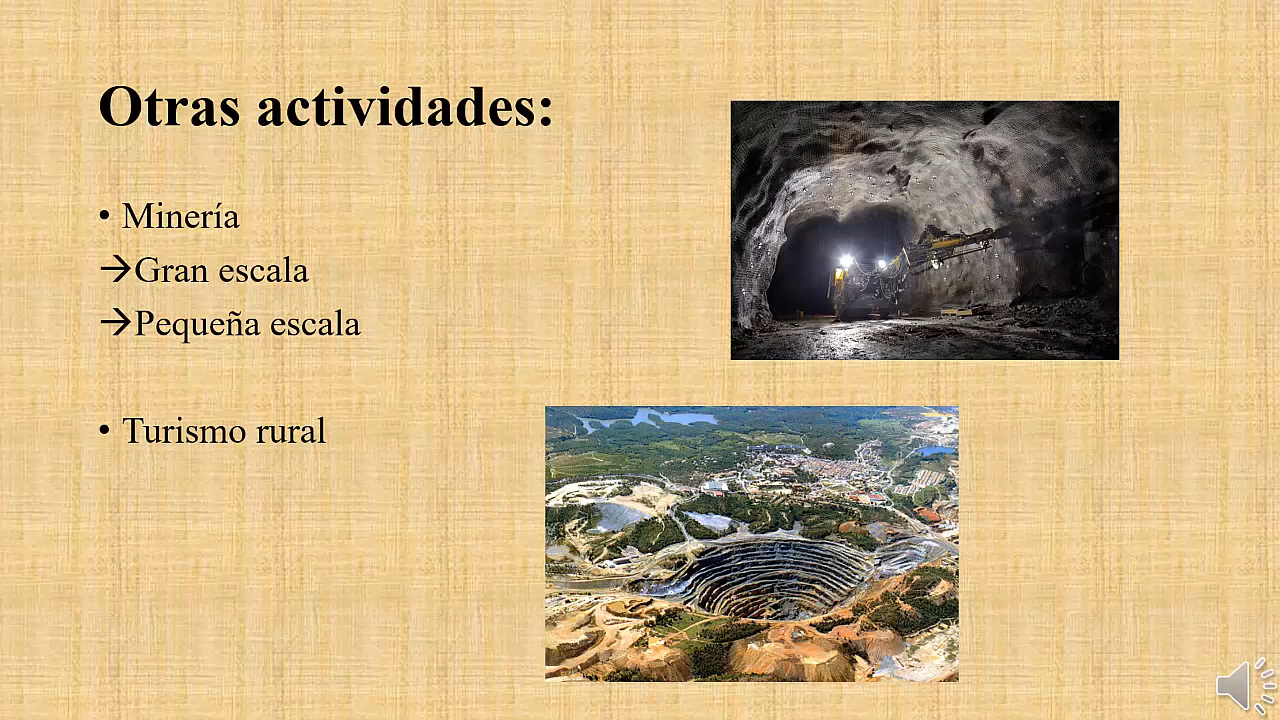 Otras actividades:
• Minería
→Gran escala
→Pequeña escala
• Turismo rural